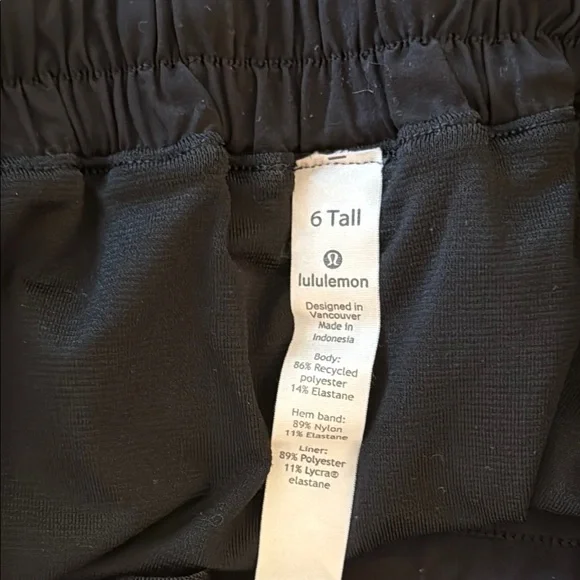 6 Tall
lululemon
Designed in
Vancouver
Made in
Indonesia
Body:
86% Recycled
polyester
14% Elastane
Hem band:
89% Nylon
11% Elastane
Liner:
89% Polyester
11% Lycra®
elastane